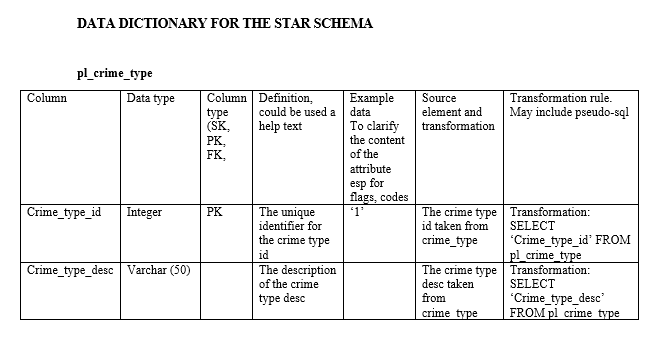 DATA DICTIONARY FOR THE STAR SCHEMA
pl_crime_type
Column
Data type
Column
type
(SK,
PK,
FK,
Definition,
could be used a
help text
Example
data
To clarify
the content
of the
attribute
esp for
flags, codes
Source
element and
transformation
Transformation rule.
May include pseudo-sql
Crime_type_id
Integer
PK
The unique
identifier for
the crime type
id
‘1’
The crime type
id taken from
crime_type
Transformation:
SELECT
‘Crime_type_id’ FROM
pl_crime_type
Crime_type_desc
Varchar (50)
The description
of the crime
type desc
The crime type
desc taken
from
crime_type
Transformation:
SELECT
‘Crime_type_desc’
FROM pl_crime_type